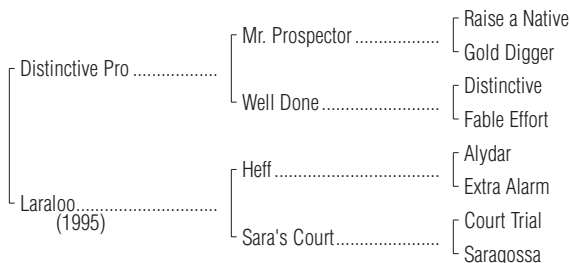 Raise a Native
Mr. Prospector ....................
Gold Digger
Distinctive Pro ....................
Distinctive
Well Done ....................
Fable Effort
Alydar
Heff ....................
Extra Alarm
Laraloo ....................
(1995)
Court Trial
Sara's Court ....................
Saragossa